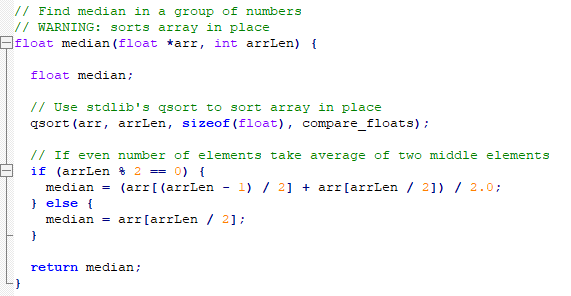 // Find median in a group of numbers
// WARNING: sorts array in place
float median(float *arr, int arrLen) {
float median;
// Use stdlib's qsort to sort array in place
qsort(arr, arrLen, sizeof(float), compare_floats);
// If even number of elements take average of two middle elements
if (arrLen % 2 == 0) {
median = (arr[(arrLen - 1) / 2] + arr[arrLen / 2]) / 2.0;
} else {
median = arr[arrLen / 2];
}
return median;
}